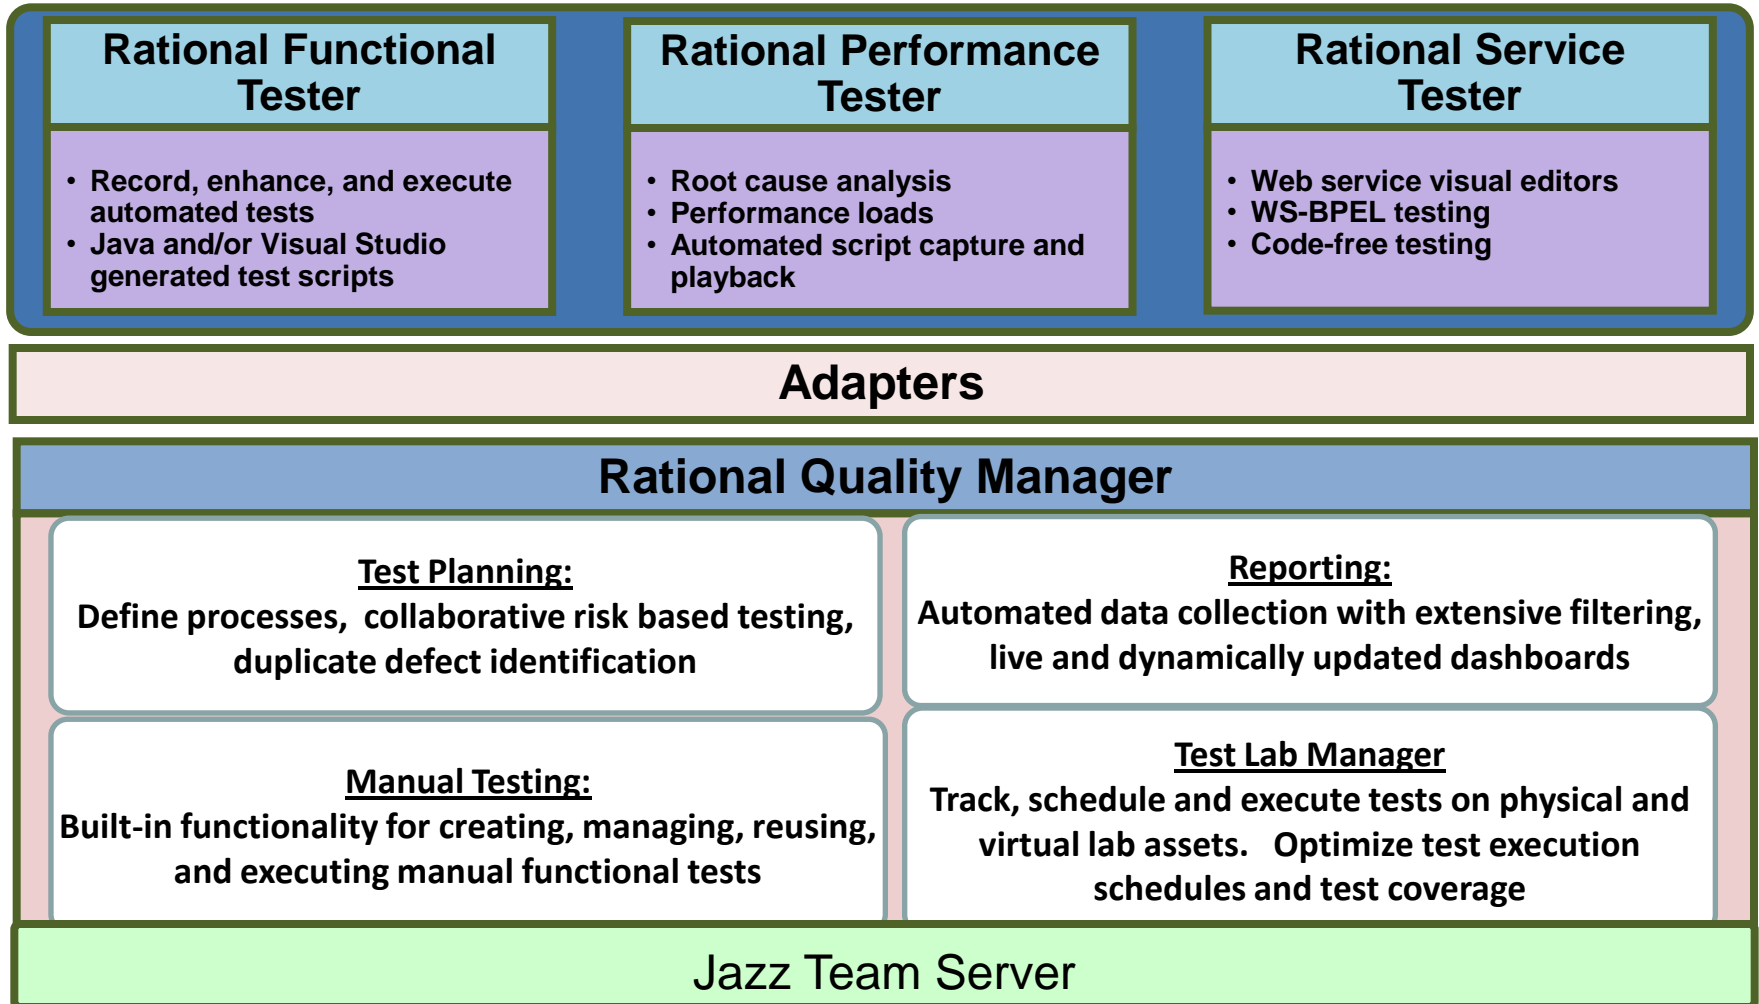 Rational Functional
Tester
• Record, enhance, and execute
automated tests
• Java and/or Visual Studio
generated test scripts
Rational Performance
Tester
• Root cause analysis
• Performance loads
• Automated script capture and
playback
Rational Service
Tester
• Web service visual editors
• WS-BPEL testing
• Code-free testing
Adapters
Rational Quality Manager
Test Planning:
Define processes,  collaborative risk based testing,
duplicate defect identification
Reporting:
Automated data collection with extensive filtering,
live and dynamically updated dashboards
Manual Testing:
Built-in functionality for creating, managing, reusing,
and executing manual functional tests
Test Lab Manager
Track, schedule and execute tests on physical and
virtual lab assets.   Optimize test execution
schedules and test coverage
Jazz Team Server